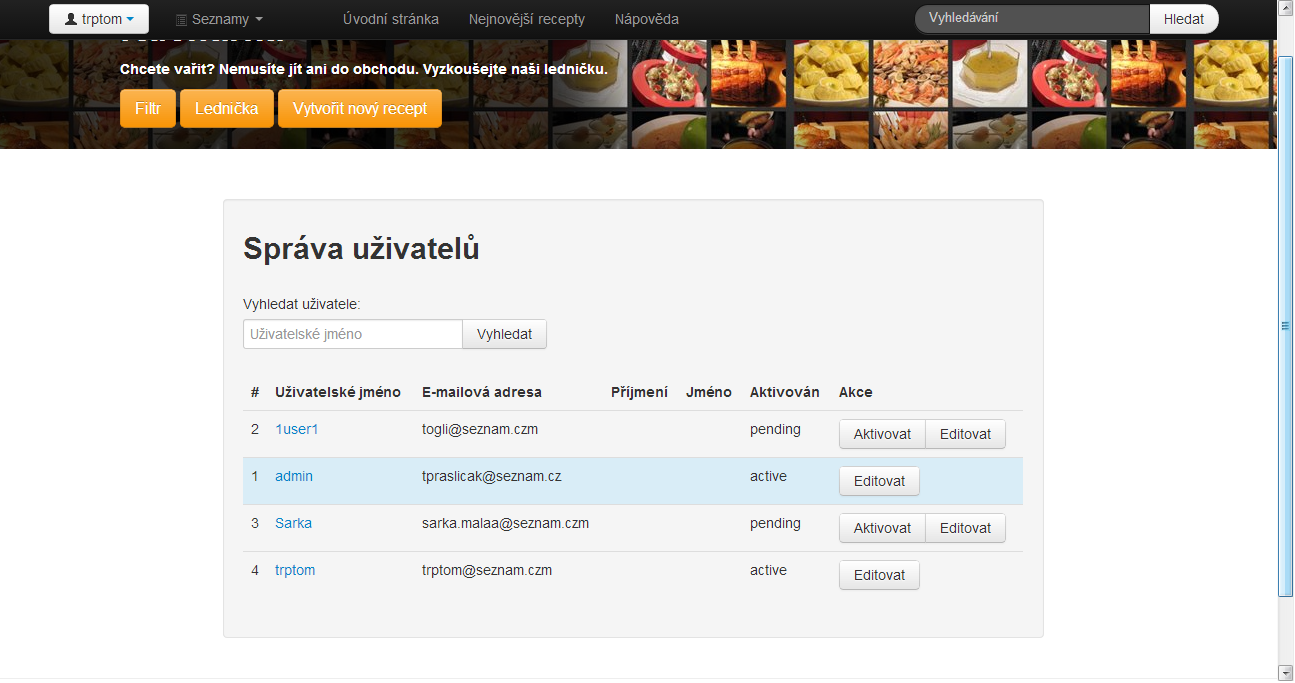 trptom Seznamy Úvodní stránka Nejnovější recepty Nápověda Vyhledávání Hledat
Chcete vařit? Nemusíte jít ani do obchodu. Vyzkoušejte naši ledničku.
Filtr Lednička Vytvořit nový recept
Správa uživatelů
Vyhledat uživatele:
Uživatelské jméno Vyhledat
# Uživatelské jméno E-mailová adresa Příjmení Jméno Aktivován Akce
2 1user1 togli@seznam.czm pending Aktivovat Editovat
1 admin tpraslicak@seznam.cz active Editovat
3 Sarka sarka.malaa@seznam.czm pending Aktivovat Editovat
4 trptom trptom@seznam.czm active Editovat